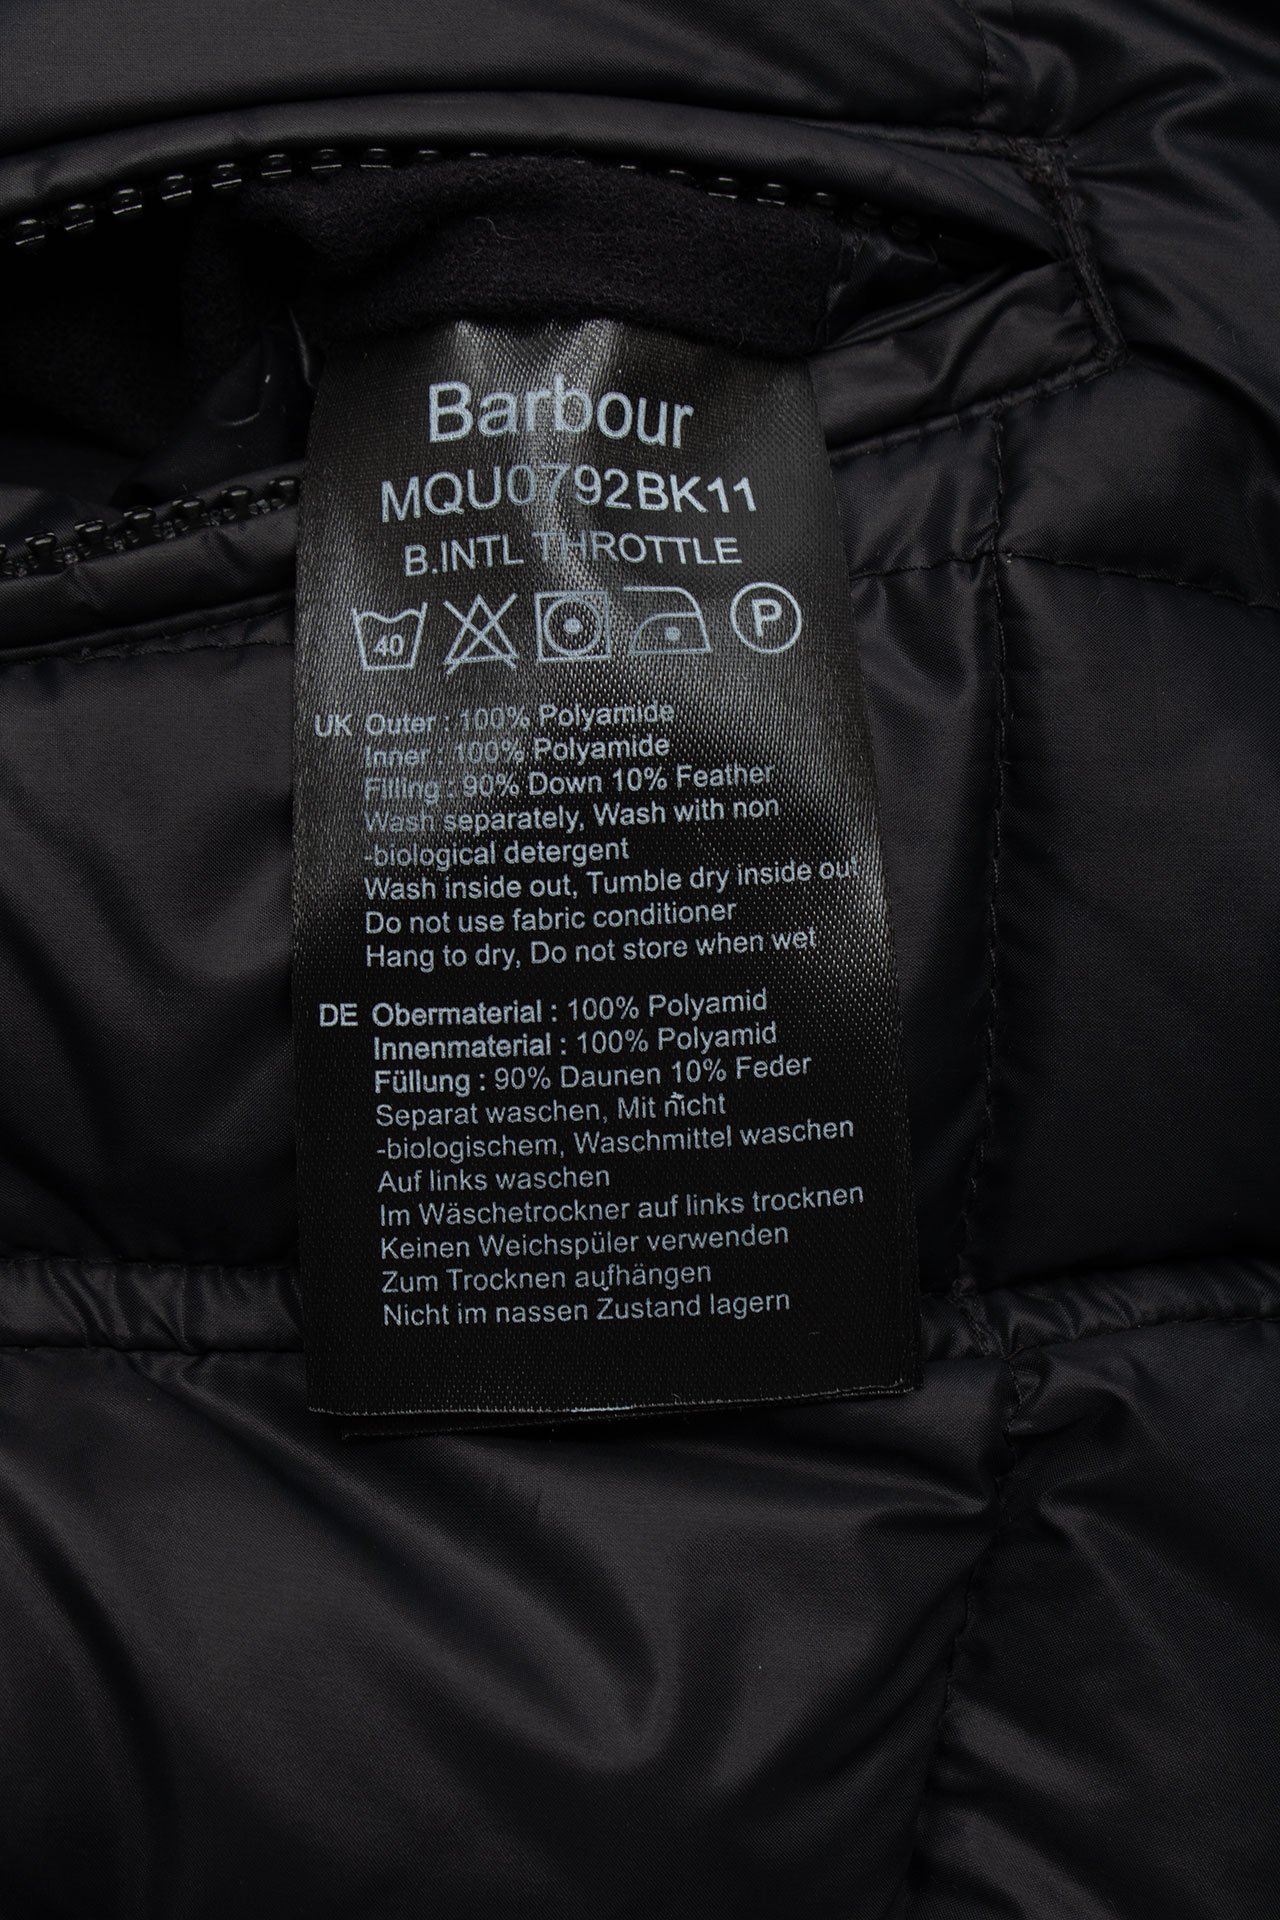 Barbour
MQU0792BK11
B.INTL THROTTLE
40 P
UK Outer : 100% Polyamide
Inner : 100% Polyamide
Filling : 90% Down 10% Feather
Wash separately, Wash with non
-biological detergent
Wash inside out, Tumble dry inside out
Do not use fabric conditioner
Hang to dry, Do not store when wet
DE Obermaterial : 100% Polyamid
Innenmaterial : 100% Polyamid
Füllung : 90% Daunen 10% Feder
Separat waschen, Mit nicht
-biologischem, Waschmittel waschen
Auf links waschen
Im Wäschetrockner auf links trocknen
Keinen Weichspüler verwenden
Zum Trocknen aufhängen
Nicht im nassen Zustand lagern